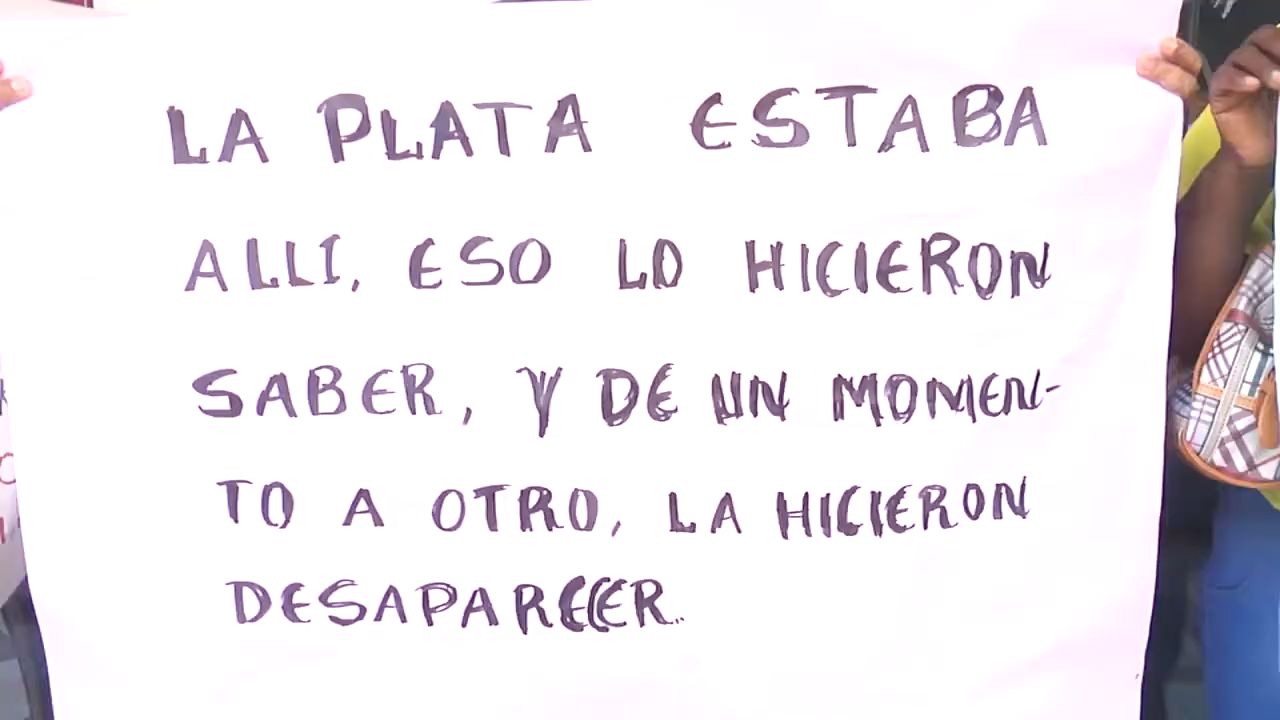 LA PLATA ESTABA
ALLI, ESO LO HICIERON
SABER, Y DE UN MOMEN-
TO A OTRO, LA HICIERON
DESAPARECER..